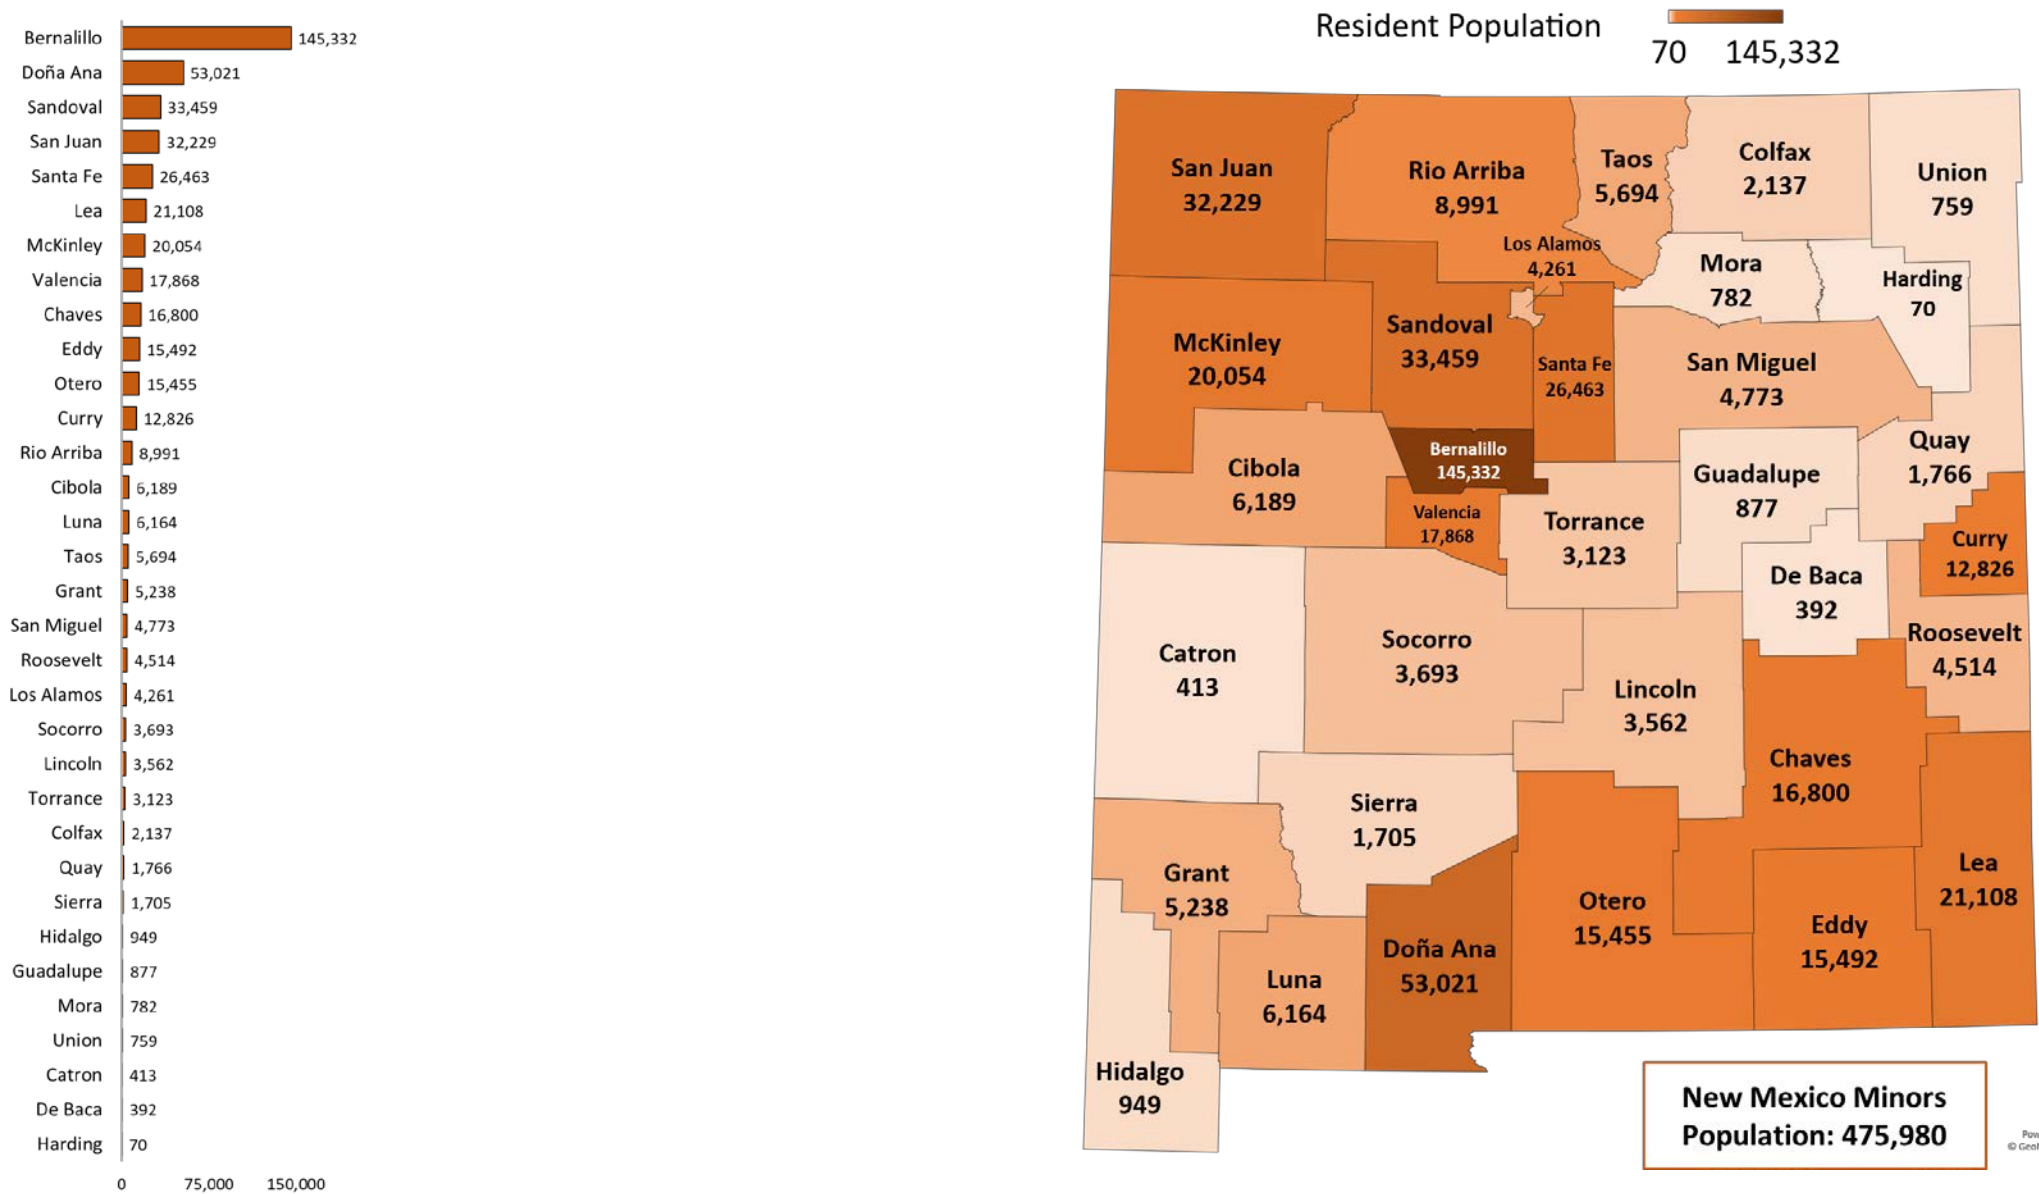 Bernalillo 145,332
Doña Ana 53,021
Sandoval 33,459
San Juan 32,229
Santa Fe 26,463
Lea 21,108
McKinley 20,054
Valencia 17,868
Chaves 16,800
Eddy 15,492
Otero 15,455
Curry 12,826
Rio Arriba 8,991
Cibola 6,189
Luna 6,164
Taos 5,694
Grant 5,238
San Miguel 4,773
Roosevelt 4,514
Los Alamos 4,261
Socorro 3,693
Lincoln 3,562
Torrance 3,123
Colfax 2,137
Quay 1,766
Sierra 1,705
Hidalgo 949
Guadalupe 877
Mora 782
Union 759
Catron 413
De Baca 392
Harding 70
0 75,000 150,000
Resident Population
70 145,332
San Juan
32,229
Rio Arriba
8,991
Taos
5,694
Colfax
2,137
Union
759
Los Alamos
4,261
Mora
782
Harding
70
McKinley
20,054
Sandoval
33,459
Santa Fe
26,463
San Miguel
4,773
Quay
1,766
Cibola
6,189
Bernalillo
145,332
Valencia
17,868
Torrance
3,123
Guadalupe
877
Curry
12,826
De Baca
392
Roosevelt
4,514
Catron
413
Socorro
3,693
Lincoln
3,562
Chaves
16,800
Sierra
1,705
Grant
5,238
Lea
21,108
Otero
15,455
Eddy
15,492
Doña Ana
53,021
Luna
6,164
Hidalgo
949
New Mexico Minors
Population: 475,980